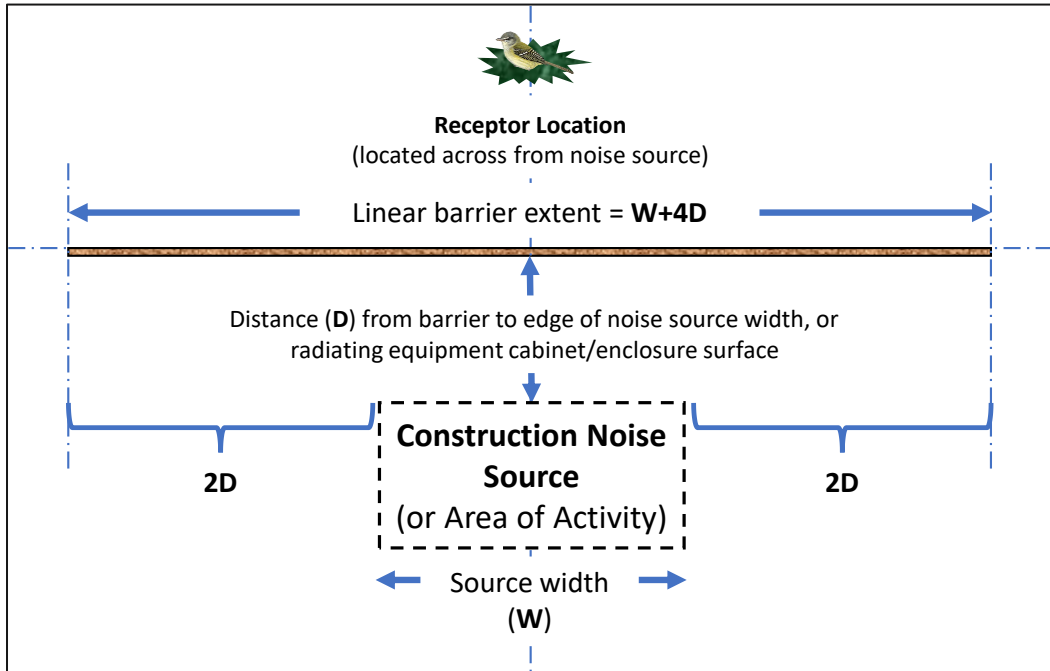 Receptor Location
(located across from noise source)
Linear barrier extent = W+4D
Distance (D) from barrier to edge of noise source width, or
radiating equipment cabinet/enclosure surface
Construction Noise
Source
(or Area of Activity)
2D
2D
Source width
(W)